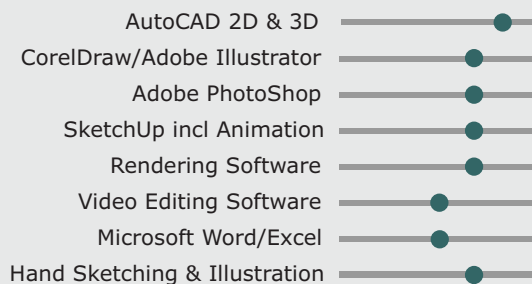 AutoCAD 2D & 3D
CorelDraw/Adobe Illustrator
Adobe PhotoShop
SketchUp incl Animation
Rendering Software
Video Editing Software
Microsoft Word/Excel
Hand Sketching & Illustration